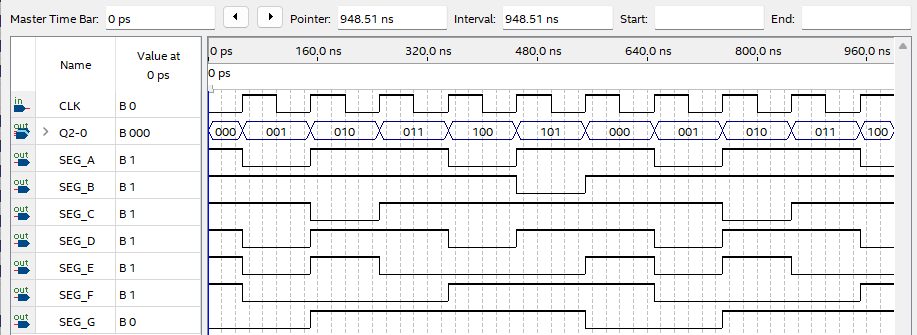 Master Time Bar: 0 ps Pointer: 948.51 ns Interval: 948.51 ns Start: End:
Name Value at 0 ps 0 ps 160.0 ns 320.0 ns 480.0 ns 640.0 ns 800.0 ns 960.0 ns
0 ps
in CLK B 0
out > Q2-0 B 000 000 001 010 011 100 101 000 001 010 011 100
out SEG_A B 1
out SEG_B B 1
out SEG_C B 1
out SEG_D B 1
out SEG_E B 1
out SEG_F B 1
out SEG_G B 0